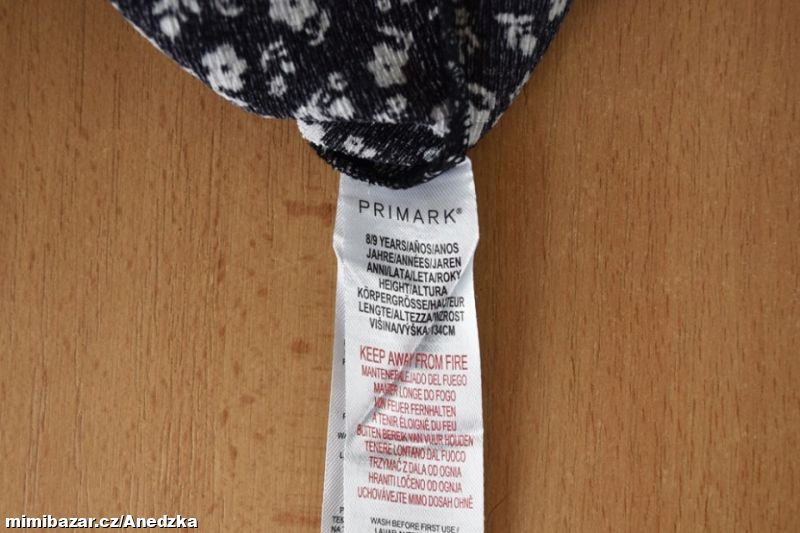 PRIMARK®
8/9 YEARS/AÑOS/ANOS
JAHRE/ANNÉES/JAREN
ANNI/LATA/LETA/ROKY
HEIGHT/ALTURA
KÖRPERGRÖSSE/HAUTEUR
LENGTE/ALTEZZA/WZROST
VIŠINA/VÝŠKA:134CM
KEEP AWAY FROM FIRE
MANTENER ALEJADO DEL FUEGO
MANTER LONGE DO FOGO
VON FEUER FERNHALTEN
À TENIR ÉLOIGNÉ DU FEU
BUITEN BEREIK VAN VUUR HOUDEN
TENERE LONTANO DAL FUOCO
TRZYMAĆ Z DALA OD OGNIA
HRANITI LOČENO OD OGNJA
UCHOVÁVEJTE MIMO DOSAH OHNĚ
WASH BEFORE FIRST USE /
mimibazar.cz/Anedzka